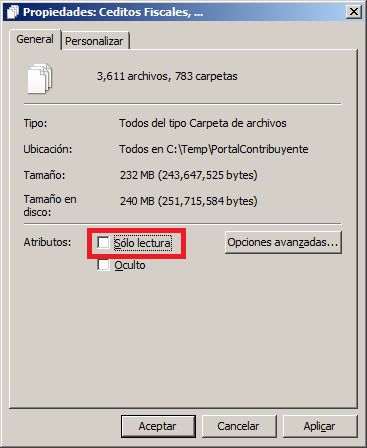 Propiedades: Ceditos Fiscales, ...
General Personalizar
3,611 archivos, 783 carpetas
Tipo: Todos del tipo Carpeta de archivos
Ubicación: Todos en C:\Temp\PortalContribuyente
Tamaño: 232 MB (243,647,525 bytes)
Tamaño en disco: 240 MB (251,715,584 bytes)
Atributos: Sólo lectura Opciones avanzadas...
Oculto
Aceptar Cancelar Aplicar